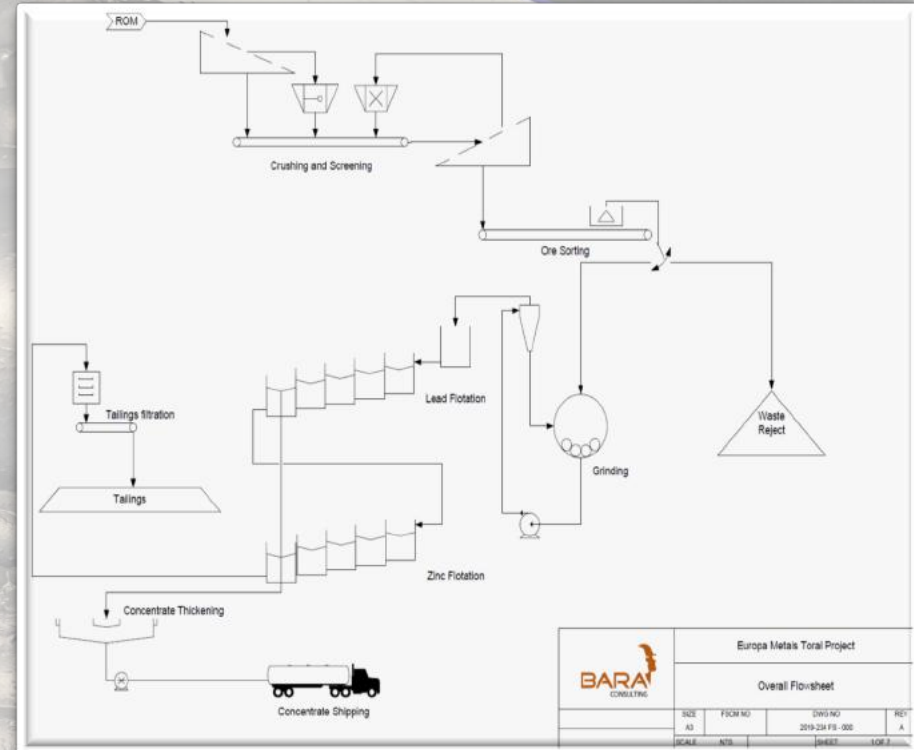 ROM
Crushing and Screening
Ore Sorting
Lead Flotation
Tailings filtration
Waste
Reject
Grinding
Tailings
Zinc Flotation
Concentrate Thickening
Concentrate Shipping
BARA
CONSULTING
Europa Metals Toral Project
Overall Flowsheet
SIZE FSCM NO DWG NO REV
A3 2019-234 FS - 000 A
SCALE NTS SHEET 1 OF 7